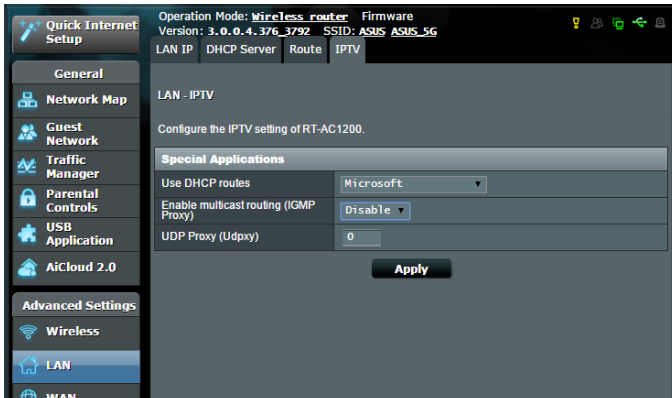 Quick Internet
Setup
Operation Mode: Wireless router Firmware
Version: 3.0.0.4.376_3792 SSID: ASUS ASUS_5G
LAN IP DHCP Server Route IPTV
General
Network Map
Guest
Network
Traffic
Manager
Parental
Controls
USB
Application
AiCloud 2.0
Advanced Settings
Wireless
LAN
WAN
LAN - IPTV
Configure the IPTV setting of RT-AC1200.
Special Applications
Use DHCP routes Microsoft
Enable multicast routing (IGMP
Proxy) Disable
UDP Proxy (Udpxy) 0
Apply